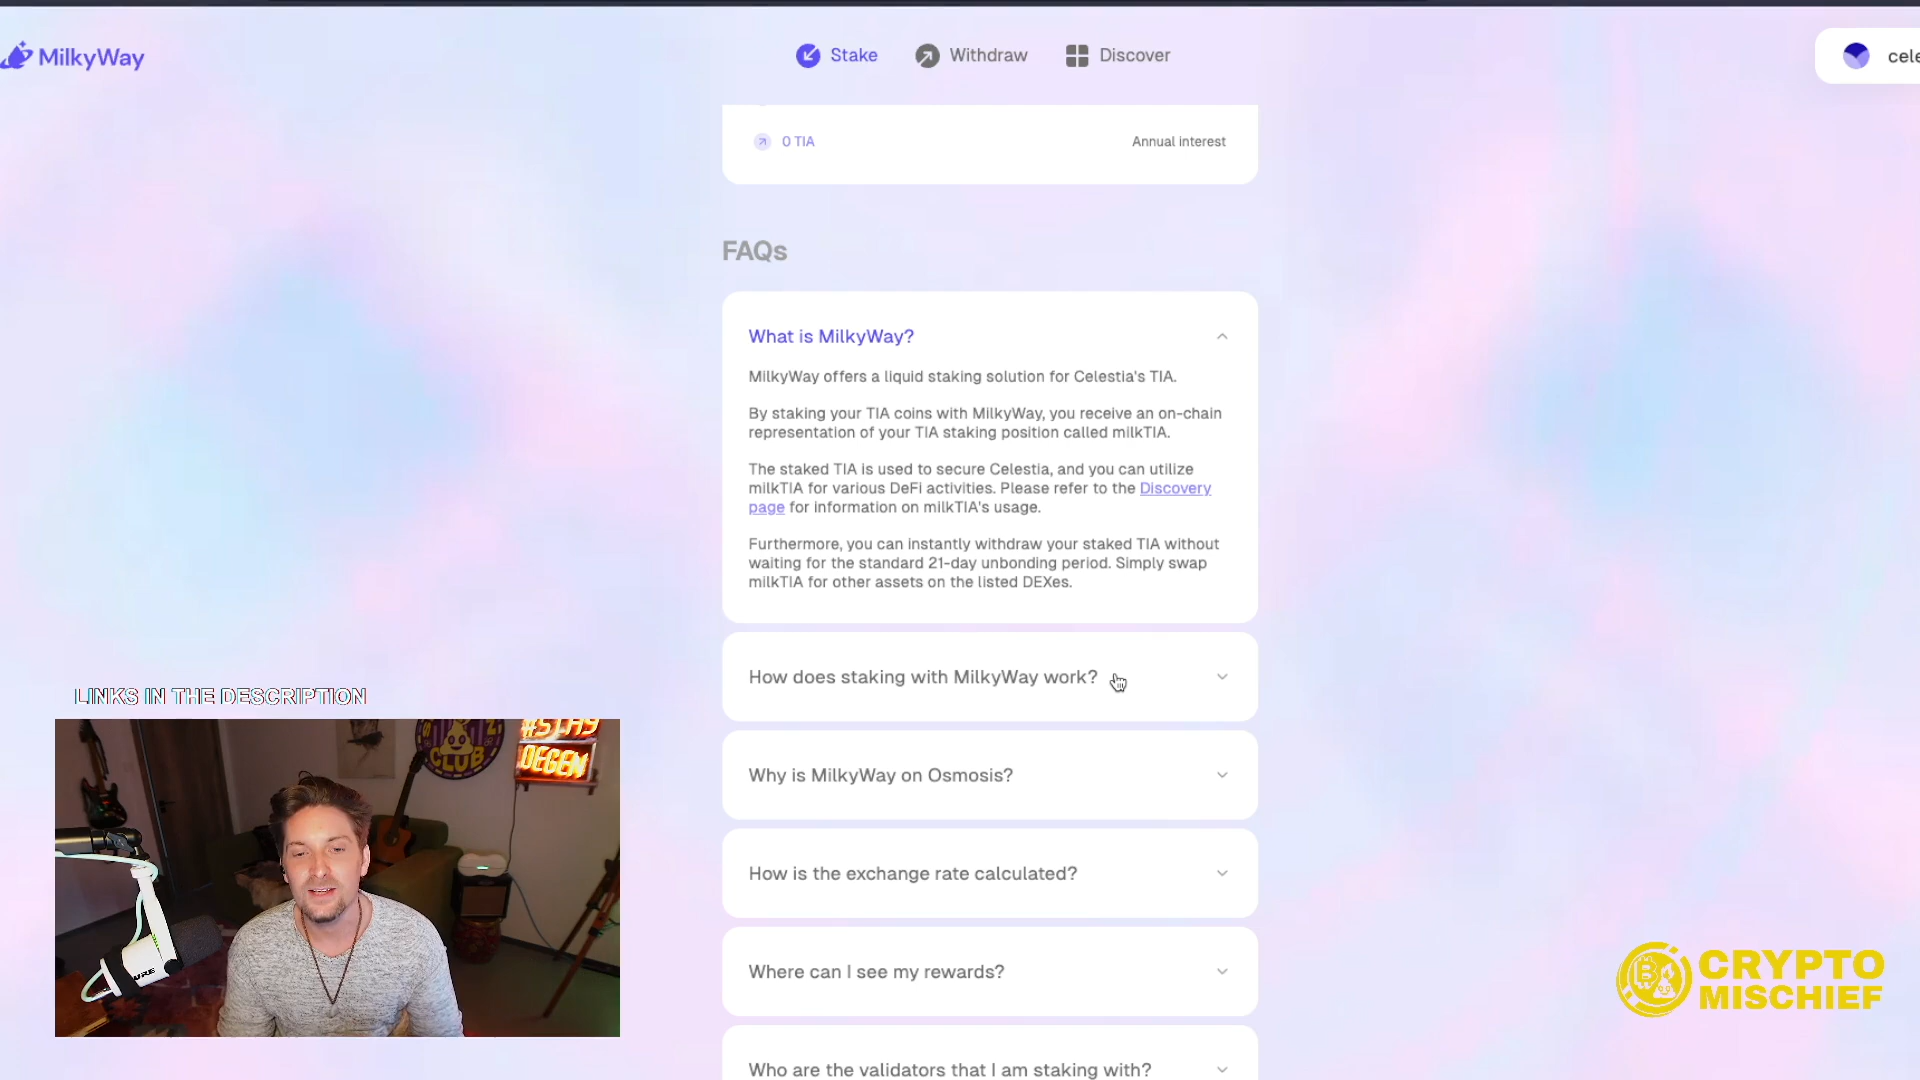 MilkyWay
Stake
Withdraw
Discover
0 TIA
Annual interest
FAQs
What is MilkyWay?
MilkyWay offers a liquid staking solution for Celestia's TIA.
By staking your TIA coins with MilkyWay, you receive an on-chain
representation of your TIA staking position called milkTIA.
The staked TIA is used to secure Celestia, and you can utilize
milkTIA for various DeFi activities. Please refer to the Discovery
page for information on milkTIA's usage.
Furthermore, you can instantly withdraw your staked TIA without
waiting for the standard 21-day unbonding period. Simply swap
milkTIA for other assets on the listed DEXes.
How does staking with MilkyWay work?
Why is MilkyWay on Osmosis?
How is the exchange rate calculated?
Where can I see my rewards?
Who are the validators that I am staking with?
LINKS IN THE DESCRIPTION
#STAY
DEGEN
CLUB
CRYPTO
MISCHIEF